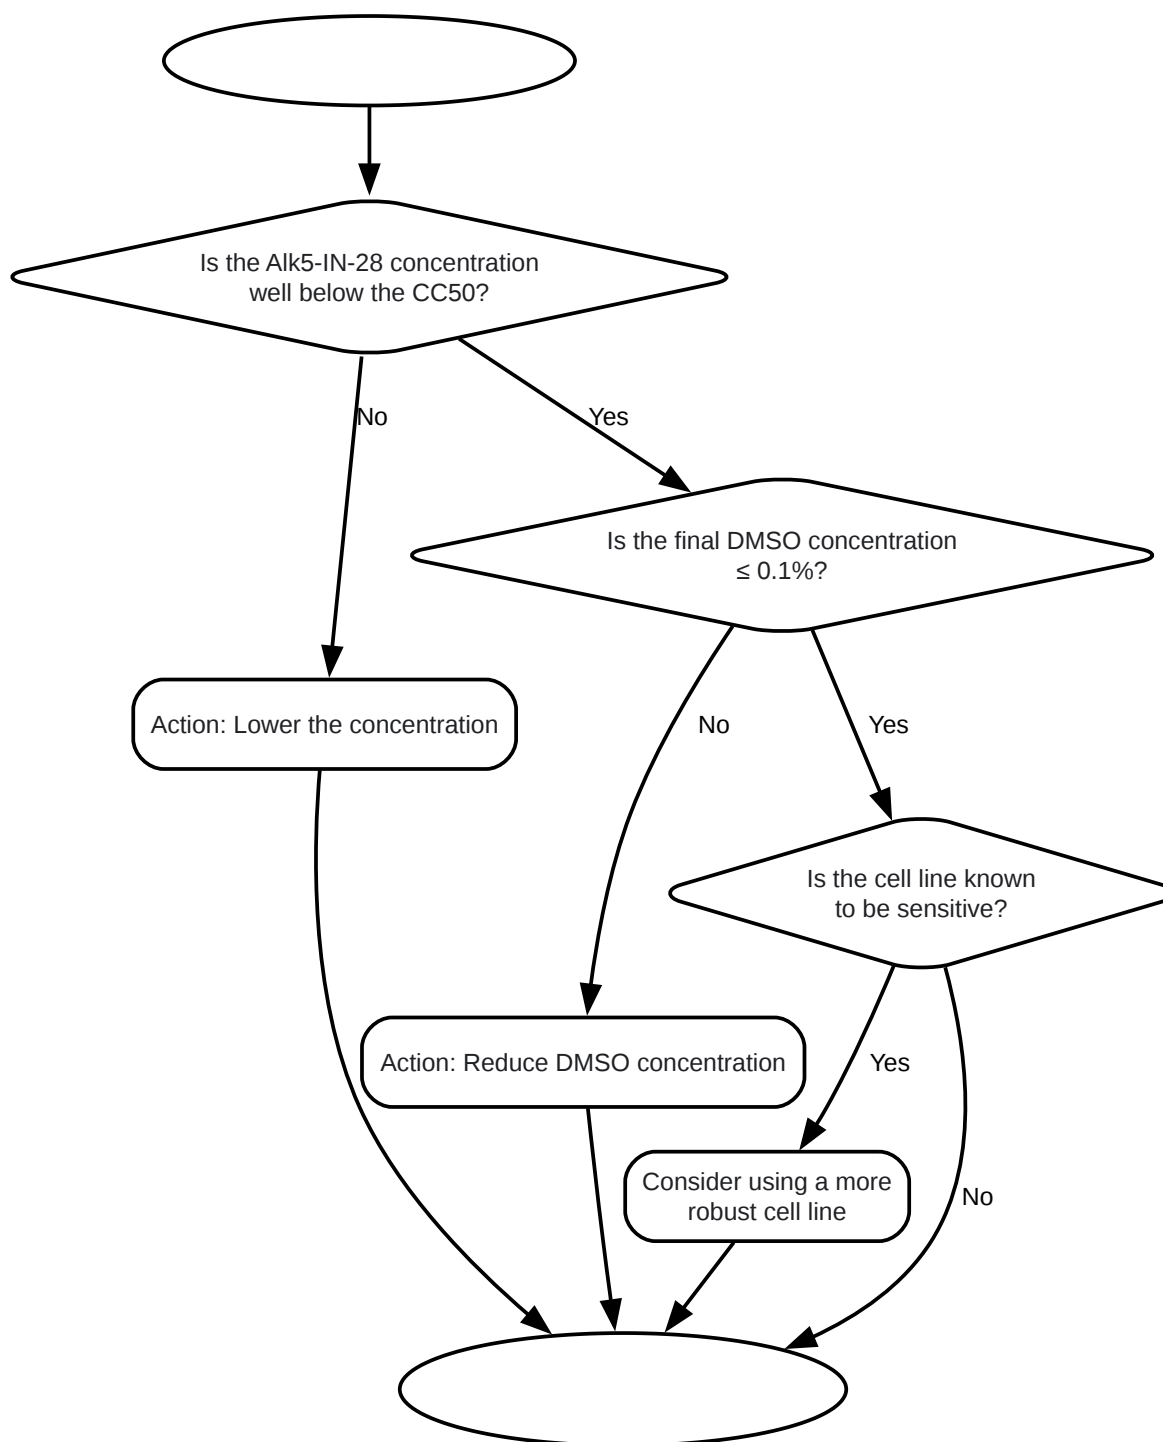 Is the Alk5-IN-28 concentration
well below the CC50?
No
Yes
Is the final DMSO concentration
≤ 0.1%?
Action: Lower the concentration
No
Yes
Is the cell line known
to be sensitive?
Action: Reduce DMSO concentration
Yes
Consider using a more
robust cell line
No